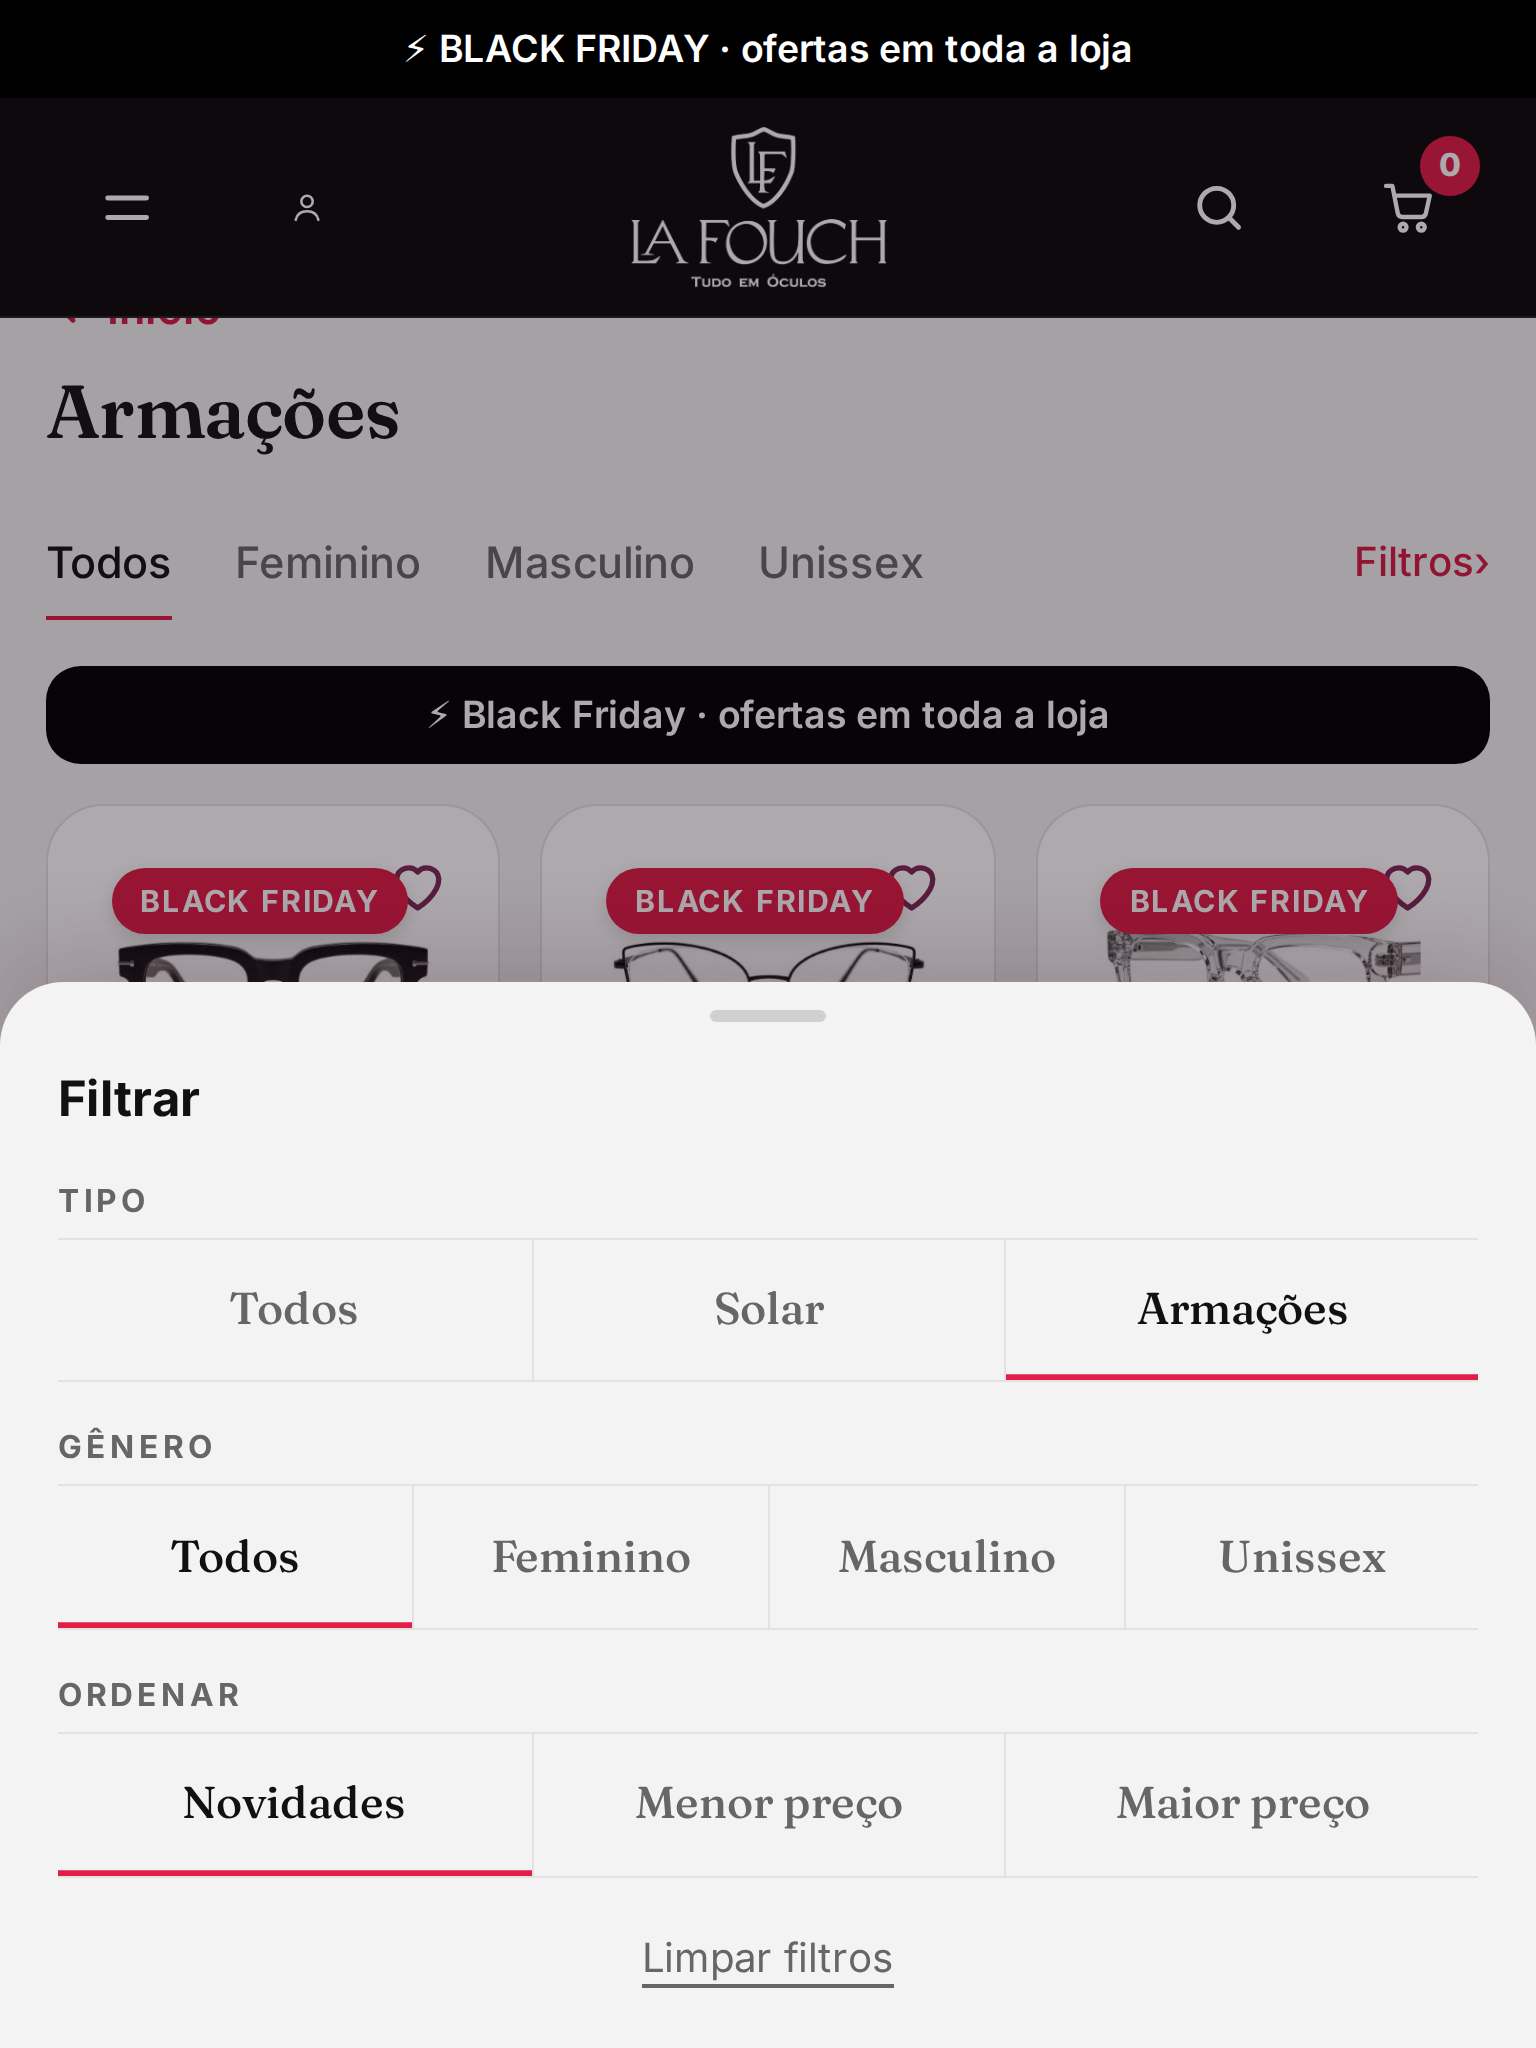 ⚡ BLACK FRIDAY · ofertas em toda a loja
0
LF
LA FOUCH
TUDO EM ÓCULOS
Início
Armações
Todos Feminino Masculino Unissex Filtros›
⚡ Black Friday · ofertas em toda a loja
BLACK FRIDAY BLACK FRIDAY BLACK FRIDAY
Filtrar
TIPO
Todos Solar Armações
GÊNERO
Todos Feminino Masculino Unissex
ORDENAR
Novidades Menor preço Maior preço
Limpar filtros